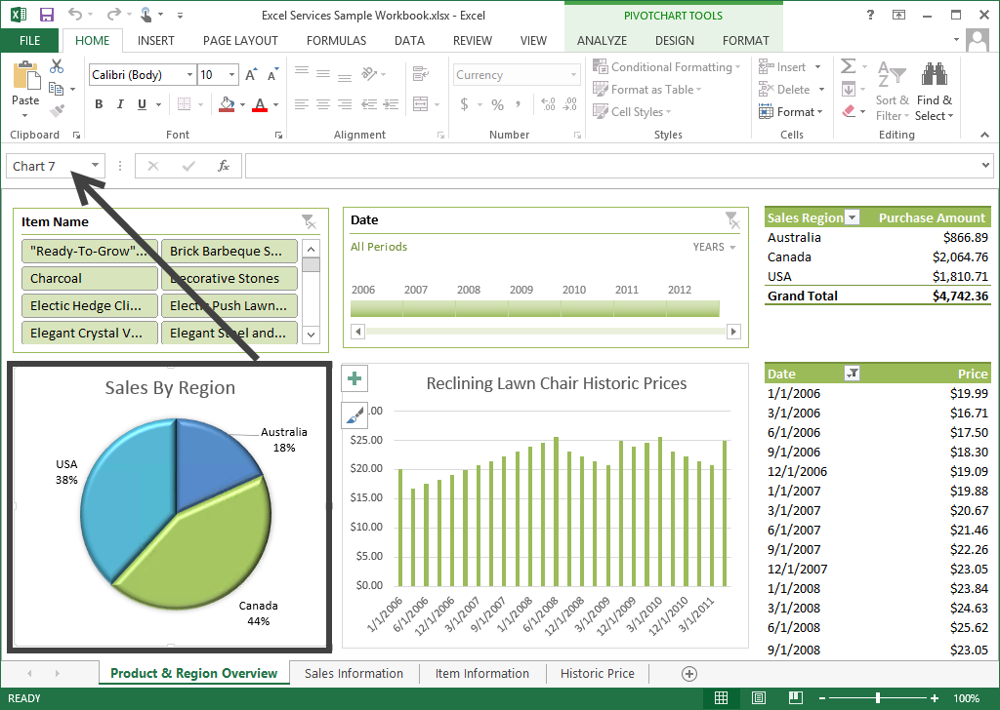 Excel Services Sample Workbook.xlsx - Excel
PIVOTCHART TOOLS
?
FILE HOME INSERT PAGE LAYOUT FORMULAS DATA REVIEW VIEW ANALYZE DESIGN FORMAT
Paste
Calibri (Body) 10
B I U A
Currency
$ % ,
Conditional Formatting
Format as Table
Cell Styles
Insert
Delete
Format
Sort & Filter
Find & Select
Clipboard Font Alignment Number Styles Cells Editing
Chart 7
fx
Item Name
"Ready-To-Grow"... Brick Barbeque S...
Charcoal Decorative Stones
Electic Hedge Cli... Electic Push Lawn...
Elegant Crystal V... Elegant Steel and...
Date
All Periods YEARS
2006 2007 2008 2009 2010 2011 2012
Sales Region Purchase Amount
Australia $866.89
Canada $2,064.76
USA $1,810.71
Grand Total $4,742.36
Sales By Region
Australia
18%
USA
38%
Canada
44%
Reclining Lawn Chair Historic Prices
.00
$25.00
$20.00
$15.00
$10.00
$5.00
$0.00
1/1/2006 6/1/2006 12/1/2006 3/1/2007 9/1/2007 1/1/2008 6/1/2008 12/1/2008 3/1/2009 9/1/2009 3/1/2010 12/1/2010 3/1/2011
Date Price
1/1/2006 $19.99
3/1/2006 $16.71
6/1/2006 $17.50
9/1/2006 $18.30
12/1/2006 $19.09
1/1/2007 $19.88
3/1/2007 $20.67
6/1/2007 $21.46
9/1/2007 $22.26
12/1/2007 $23.05
1/1/2008 $23.84
3/1/2008 $24.63
6/1/2008 $25.62
9/1/2008 $23.05
Product & Region Overview Sales Information Item Information Historic Price
READY 100%